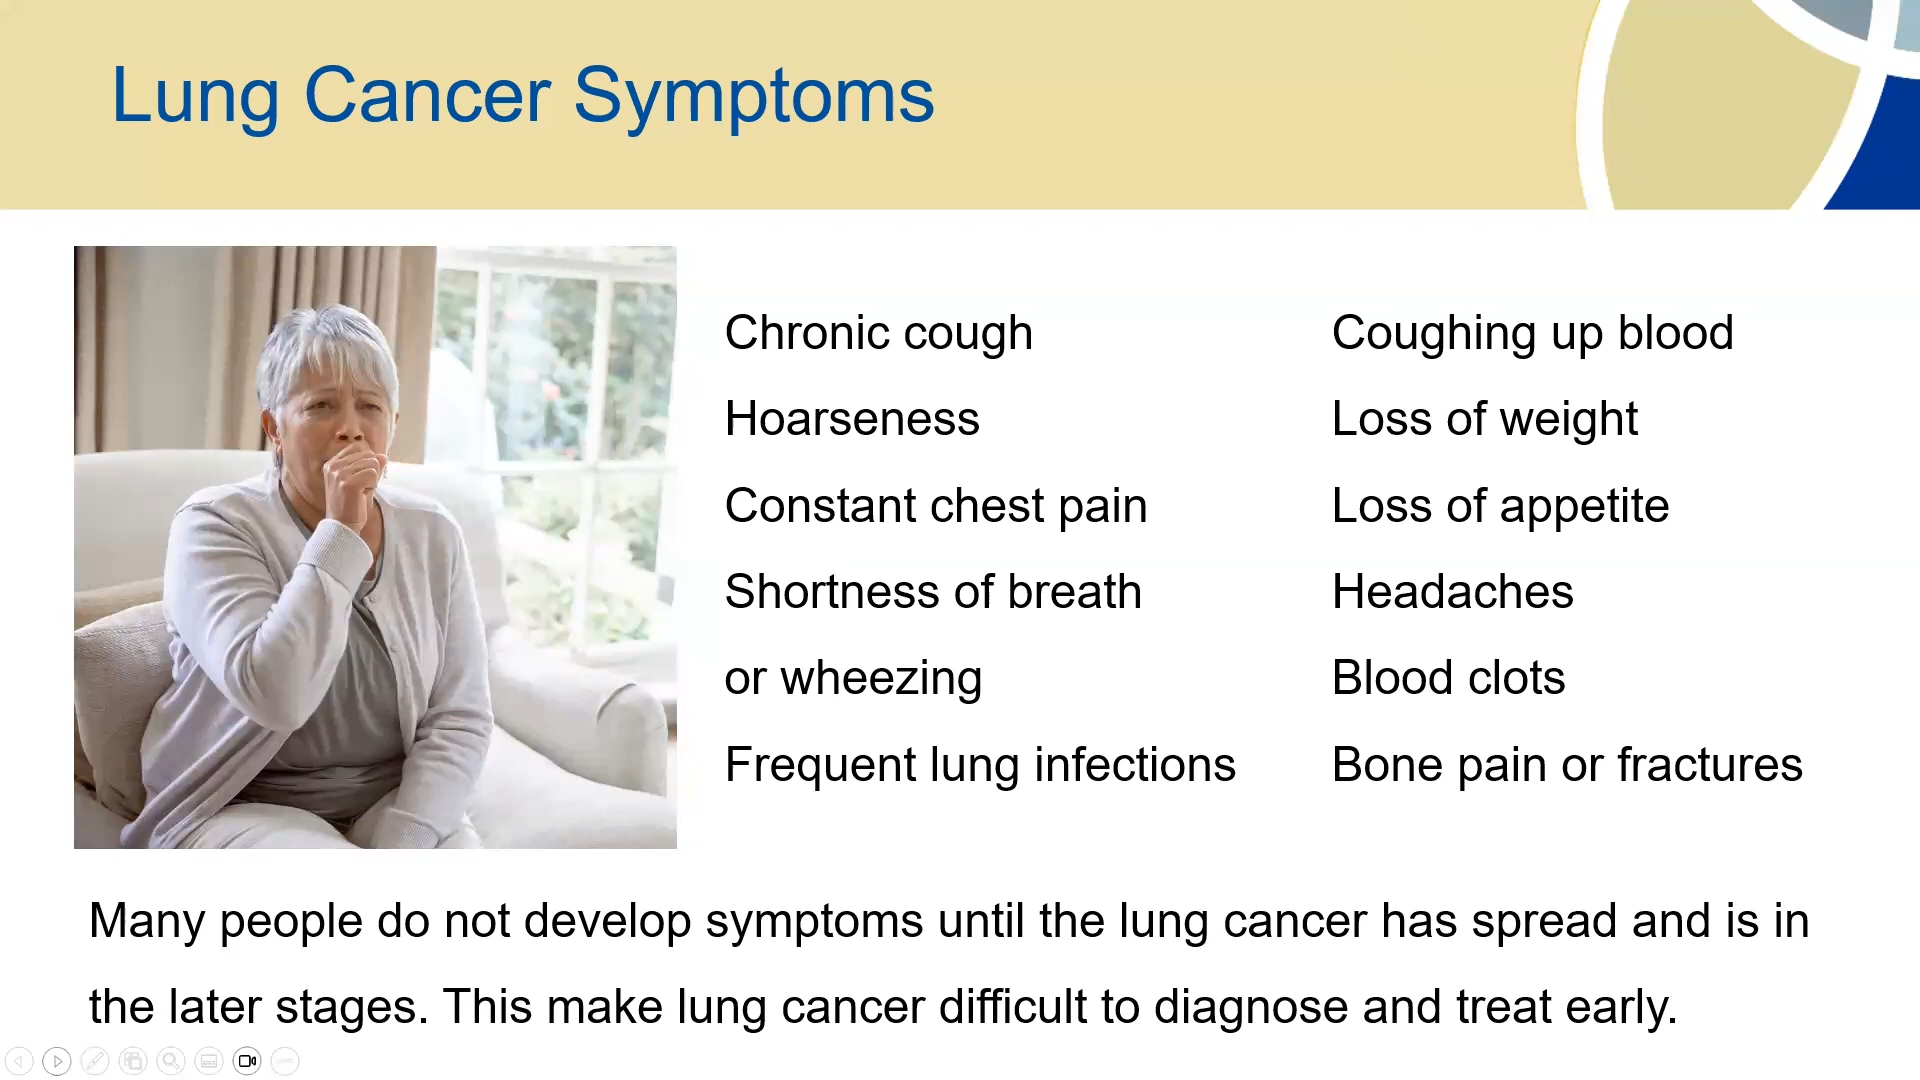 Lung Cancer Symptoms
Chronic cough
Hoarseness
Constant chest pain
Shortness of breath
or wheezing
Frequent lung infections
Coughing up blood
Loss of weight
Loss of appetite
Headaches
Blood clots
Bone pain or fractures
Many people do not develop symptoms until the lung cancer has spread and is in
the later stages. This make lung cancer difficult to diagnose and treat early.